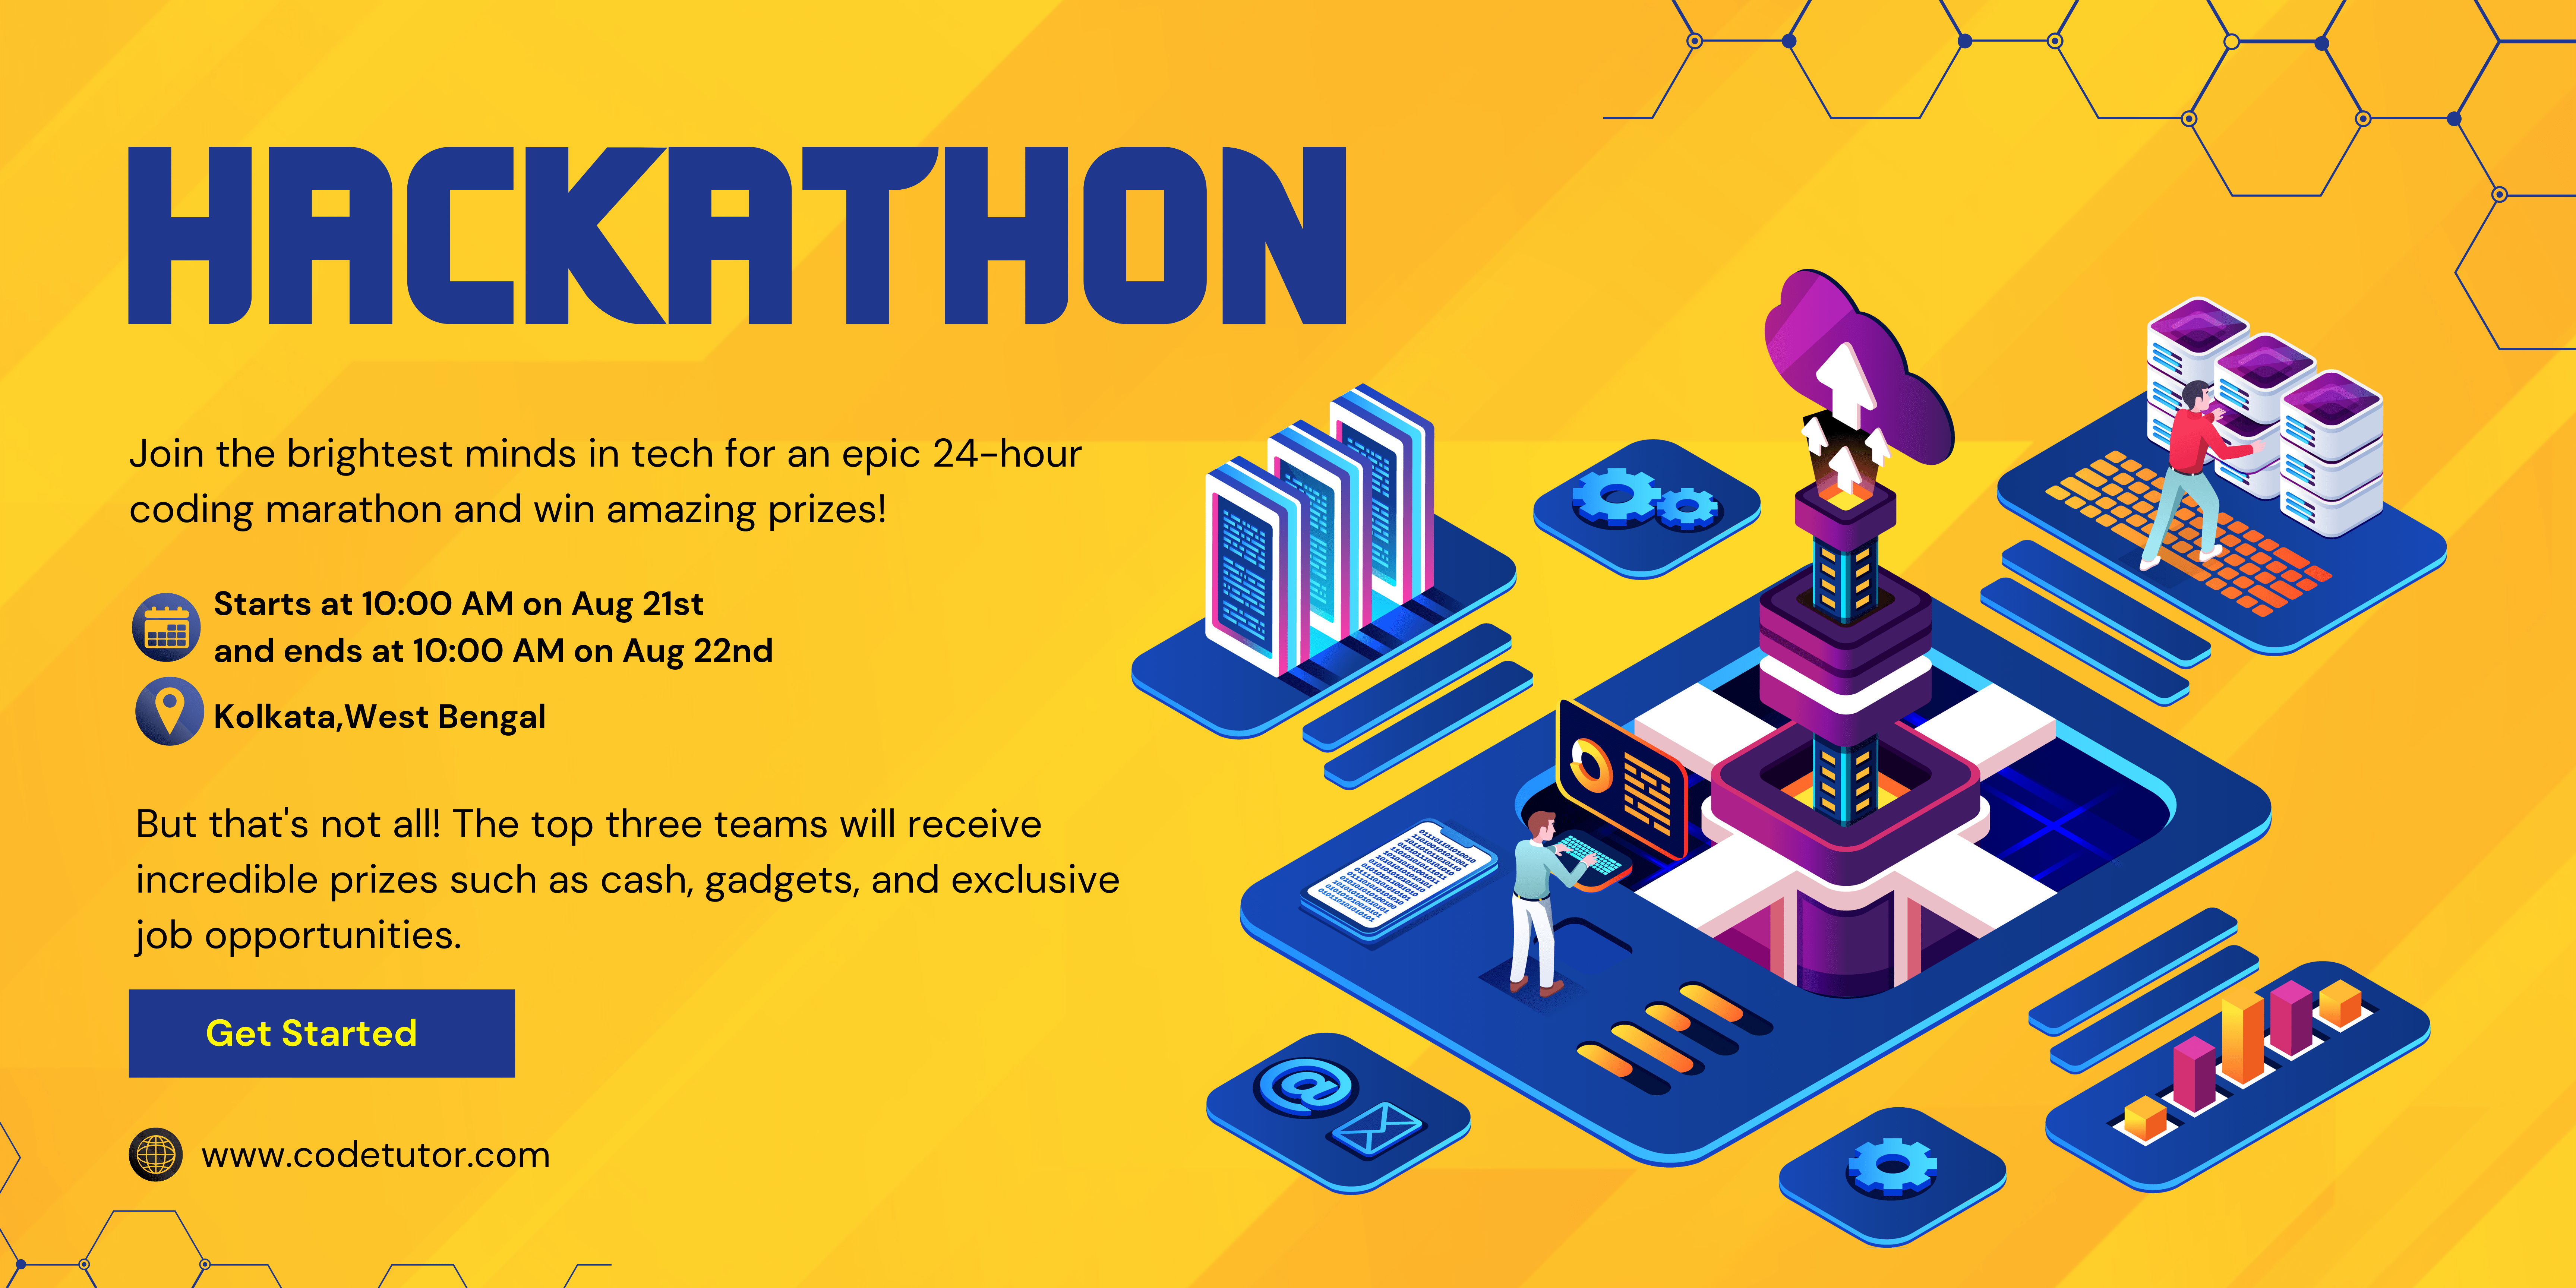 HACKATHON
Join the brightest minds in tech for an epic 24-hour
coding marathon and win amazing prizes!
Starts at 10:00 AM on Aug 21st
and ends at 10:00 AM on Aug 22nd
Kolkata,West Bengal
But that's not all! The top three teams will receive
incredible prizes such as cash, gadgets, and exclusive
job opportunities.
Get Started
www.codetutor.com
@